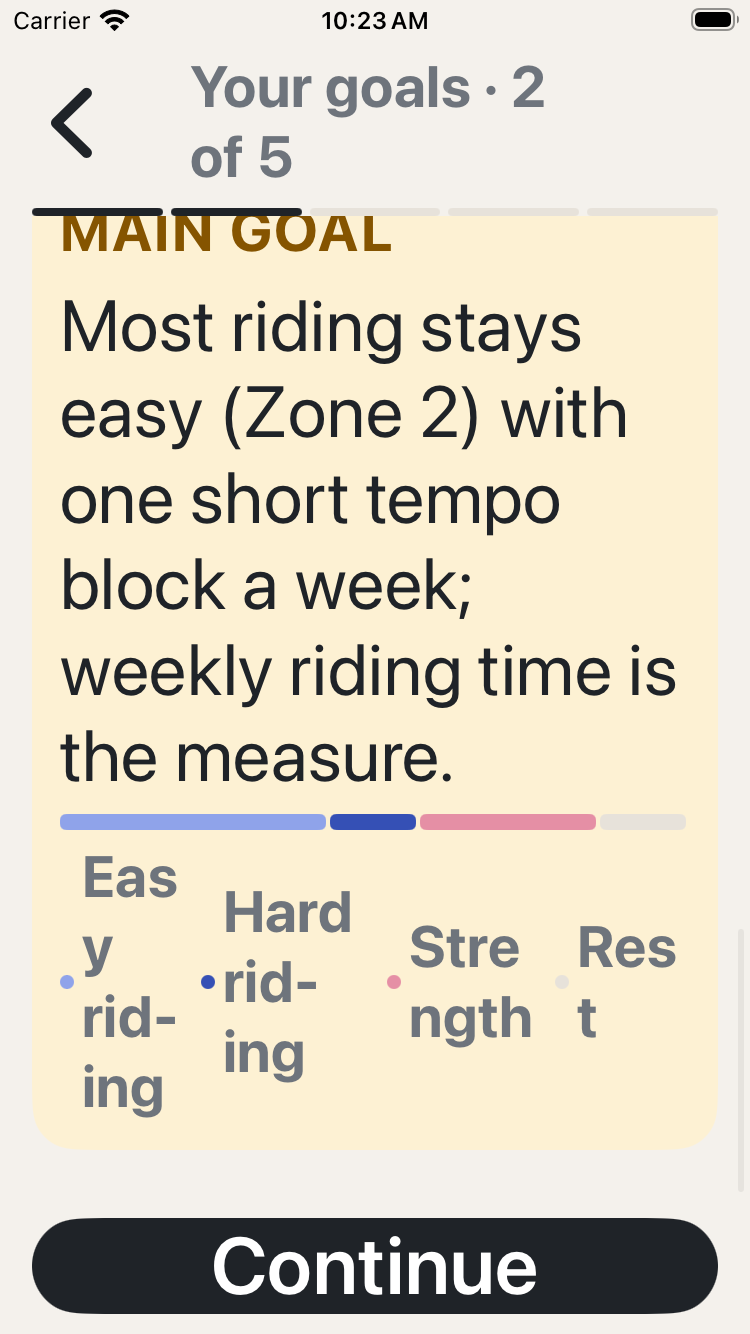 Carrier
10:23 AM
Your goals · 2
of 5
MAIN GOAL
Most riding stays
easy (Zone 2) with
one short tempo
block a week;
weekly riding time is
the measure.
Eas
y
rid-
ing
Hard
rid-
ing
Stre
ngth
Res
t
Continue